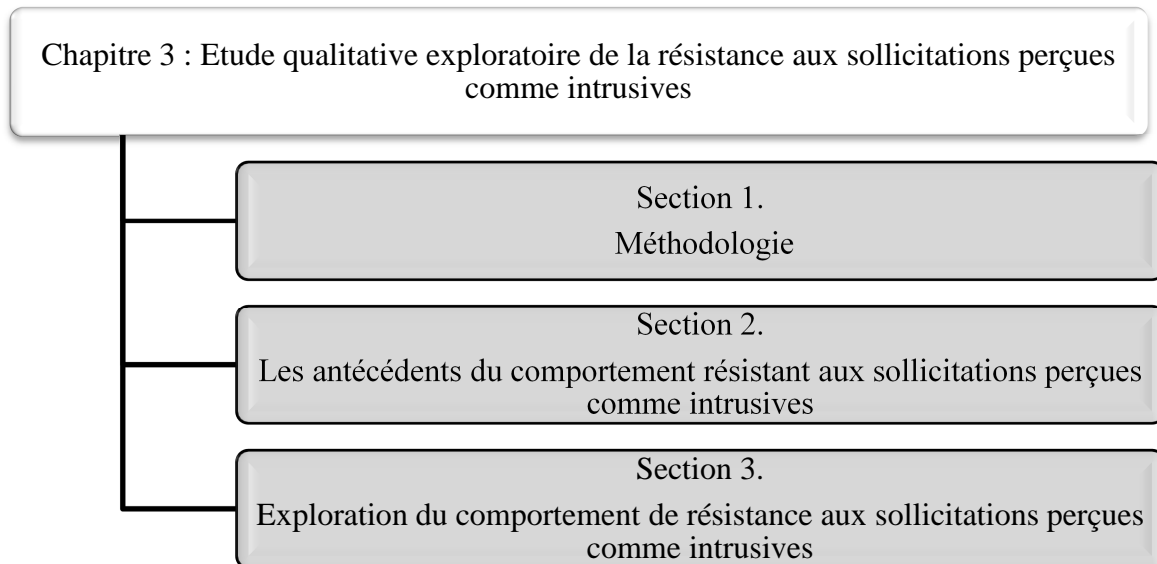 Chapitre 3 : Etude qualitative exploratoire de la résistance aux sollicitations perçues
comme intrusives
Section 1.
Méthodologie
Section 2.
Les antécédents du comportement résistant aux sollicitations perçues
comme intrusives
Section 3.
Exploration du comportement de résistance aux sollicitations perçues
comme intrusives